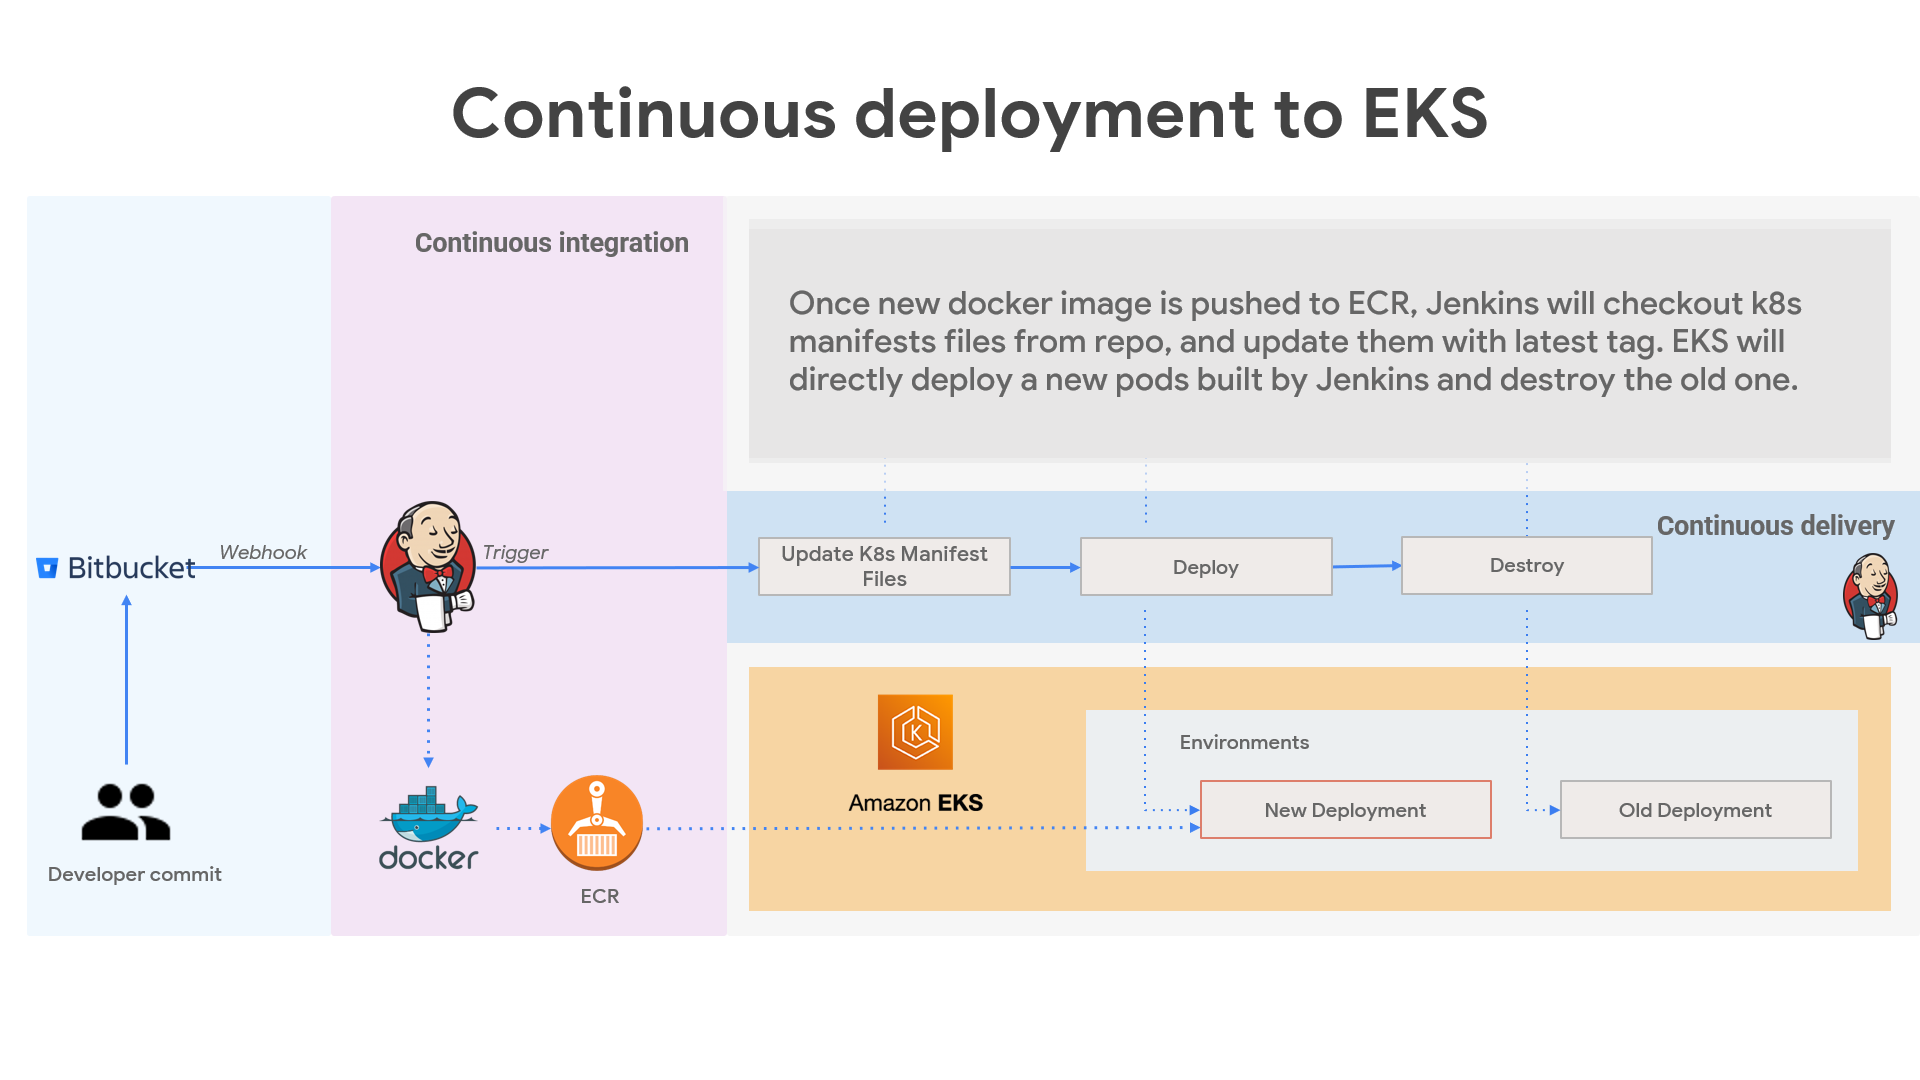 Continuous deployment to EKS
Continuous integration
Once new docker image is pushed to ECR, Jenkins will checkout k8s
manifests files from repo, and update them with latest tag. EKS will
directly deploy a new pods built by Jenkins and destroy the old one.
Continuous delivery
Bitbucket
Webhook
Trigger
Update K8s Manifest
Files
Deploy
Destroy
Amazon EKS
K
Environments
New Deployment
Old Deployment
docker
Developer commit
ECR